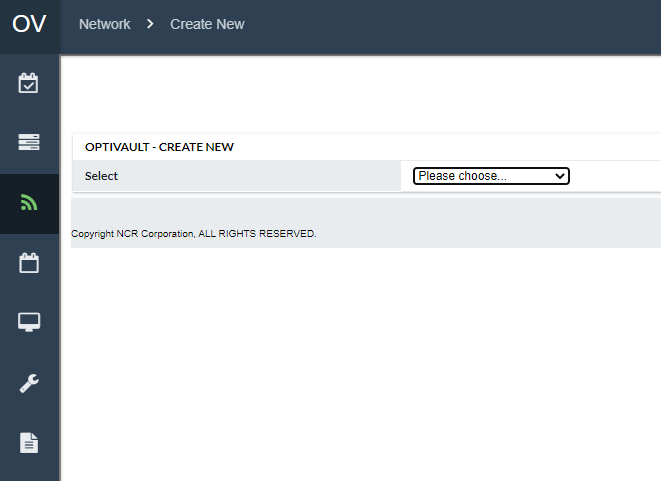 OV
Network > Create New
OPTIVAULT - CREATE NEW
Select
Please choose...
Copyright NCR Corporation, ALL RIGHTS RESERVED.